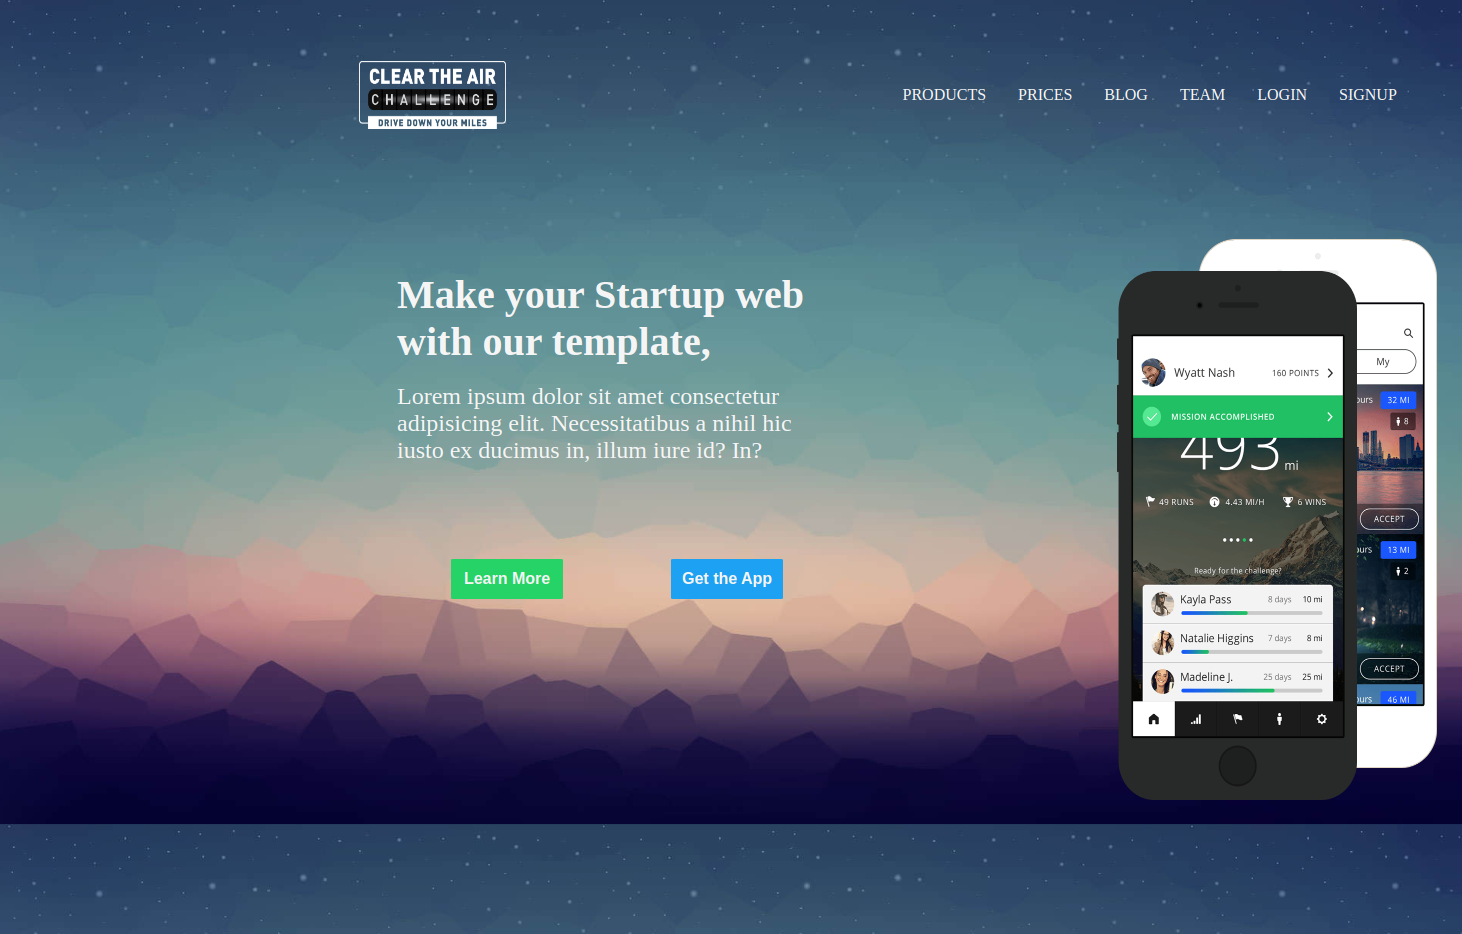 CLEAR THE AIR
CHALLENGE
DRIVE DOWN YOUR MILES
PRODUCTS PRICES BLOG TEAM LOGIN SIGNUP
Make your Startup web
with our template,
Lorem ipsum dolor sit amet consectetur
adipisicing elit. Necessitatibus a nihil hic
iusto ex ducimus in, illum iure id? In?
Learn More Get the App
Wyatt Nash 160 POINTS
MISSION ACCOMPLISHED
493 mi
49 RUNS 4.43 MI/H 6 WINS
Ready for the challenge?
Kayla Pass 8 days 10 mi
Natalie Higgins 7 days 8 mi
Madeline J. 25 days 25 mi
My
ours 32 MI
8
ACCEPT
ours 13 MI
2
ACCEPT
ours 46 MI